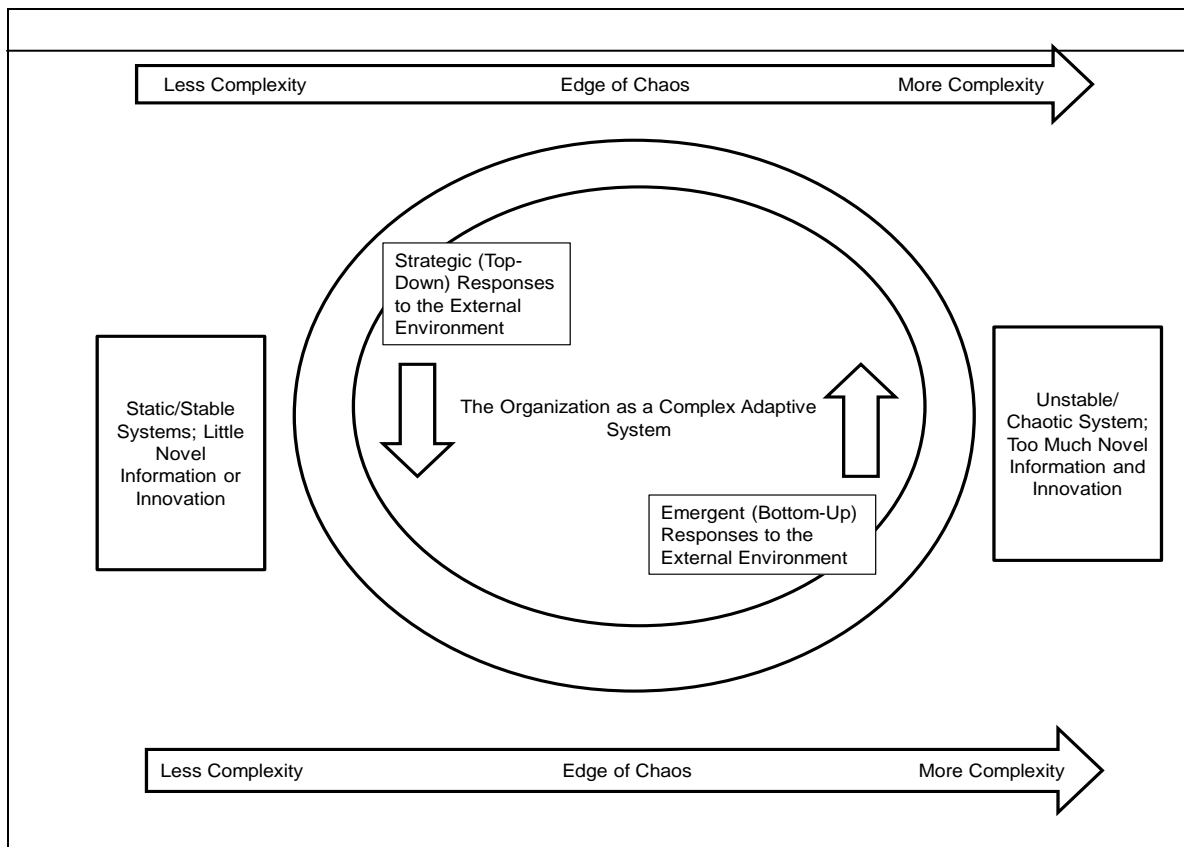 Less Complexity Edge of Chaos More Complexity
Strategic (Top-
Down) Responses
to the External
Environment
Static/Stable
Systems; Little
Novel
Information or
Innovation
The Organization as a Complex Adaptive
System
Unstable/
Chaotic System;
Too Much Novel
Information and
Innovation
Emergent (Bottom-Up)
Responses to the
External Environment
Less Complexity Edge of Chaos More Complexity